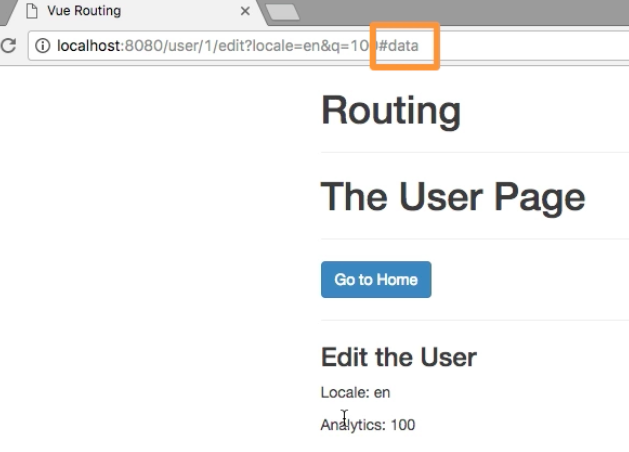 Vue Routing
localhost:8080/user/1/edit?locale=en&q=100#data
Routing
The User Page
Go to Home
Edit the User
Locale: en
Analytics: 100